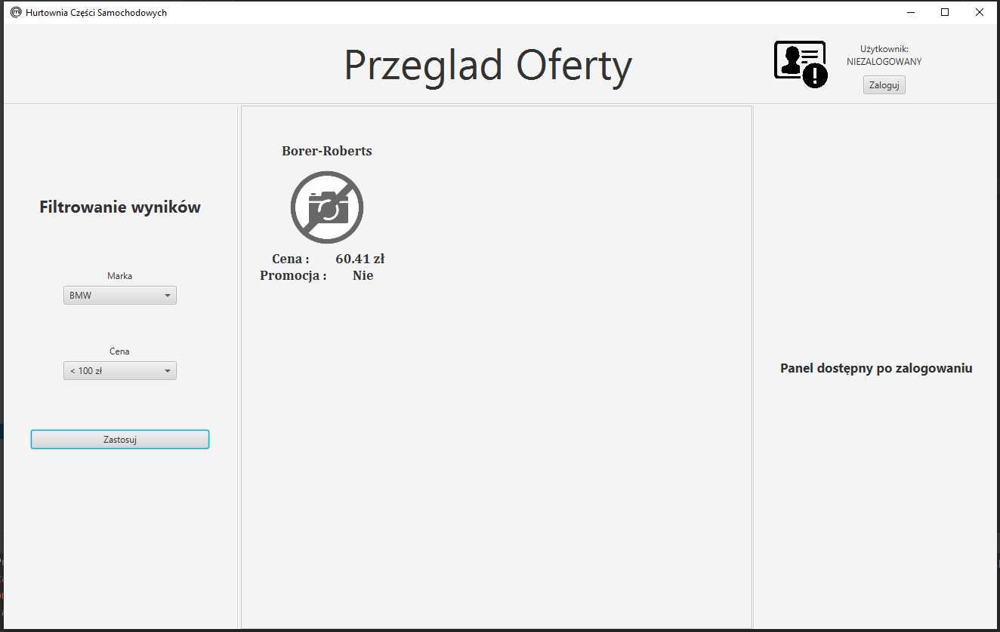 Hurtownia Części Samochodowych
Przeglad Oferty
Użytkownik:
NIEZALOGOWANY
Zaloguj
Filtrowanie wyników
Marka
BMW
Cena
< 100 zł
Zastosuj
Borer-Roberts
Cena : 60.41 zł
Promocja : Nie
Panel dostępny po zalogowaniu